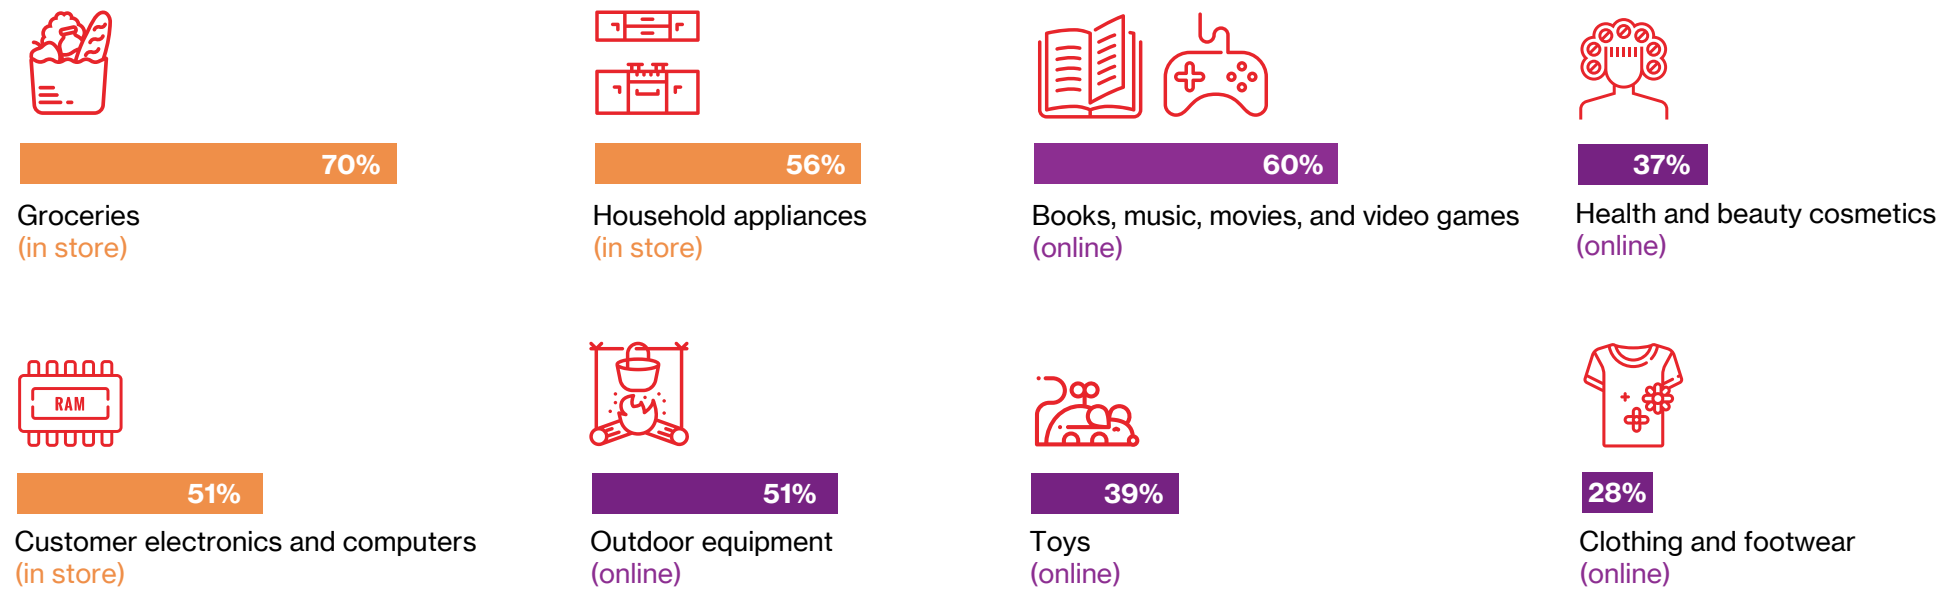 70%
Groceries
(in store)
56%
Household appliances
(in store)
60%
Books, music, movies, and video games
(online)
37%
Health and beauty cosmetics
(online)
RAM
51%
Customer electronics and computers
(in store)
51%
Outdoor equipment
(online)
39%
Toys
(online)
28%
Clothing and footwear
(online)